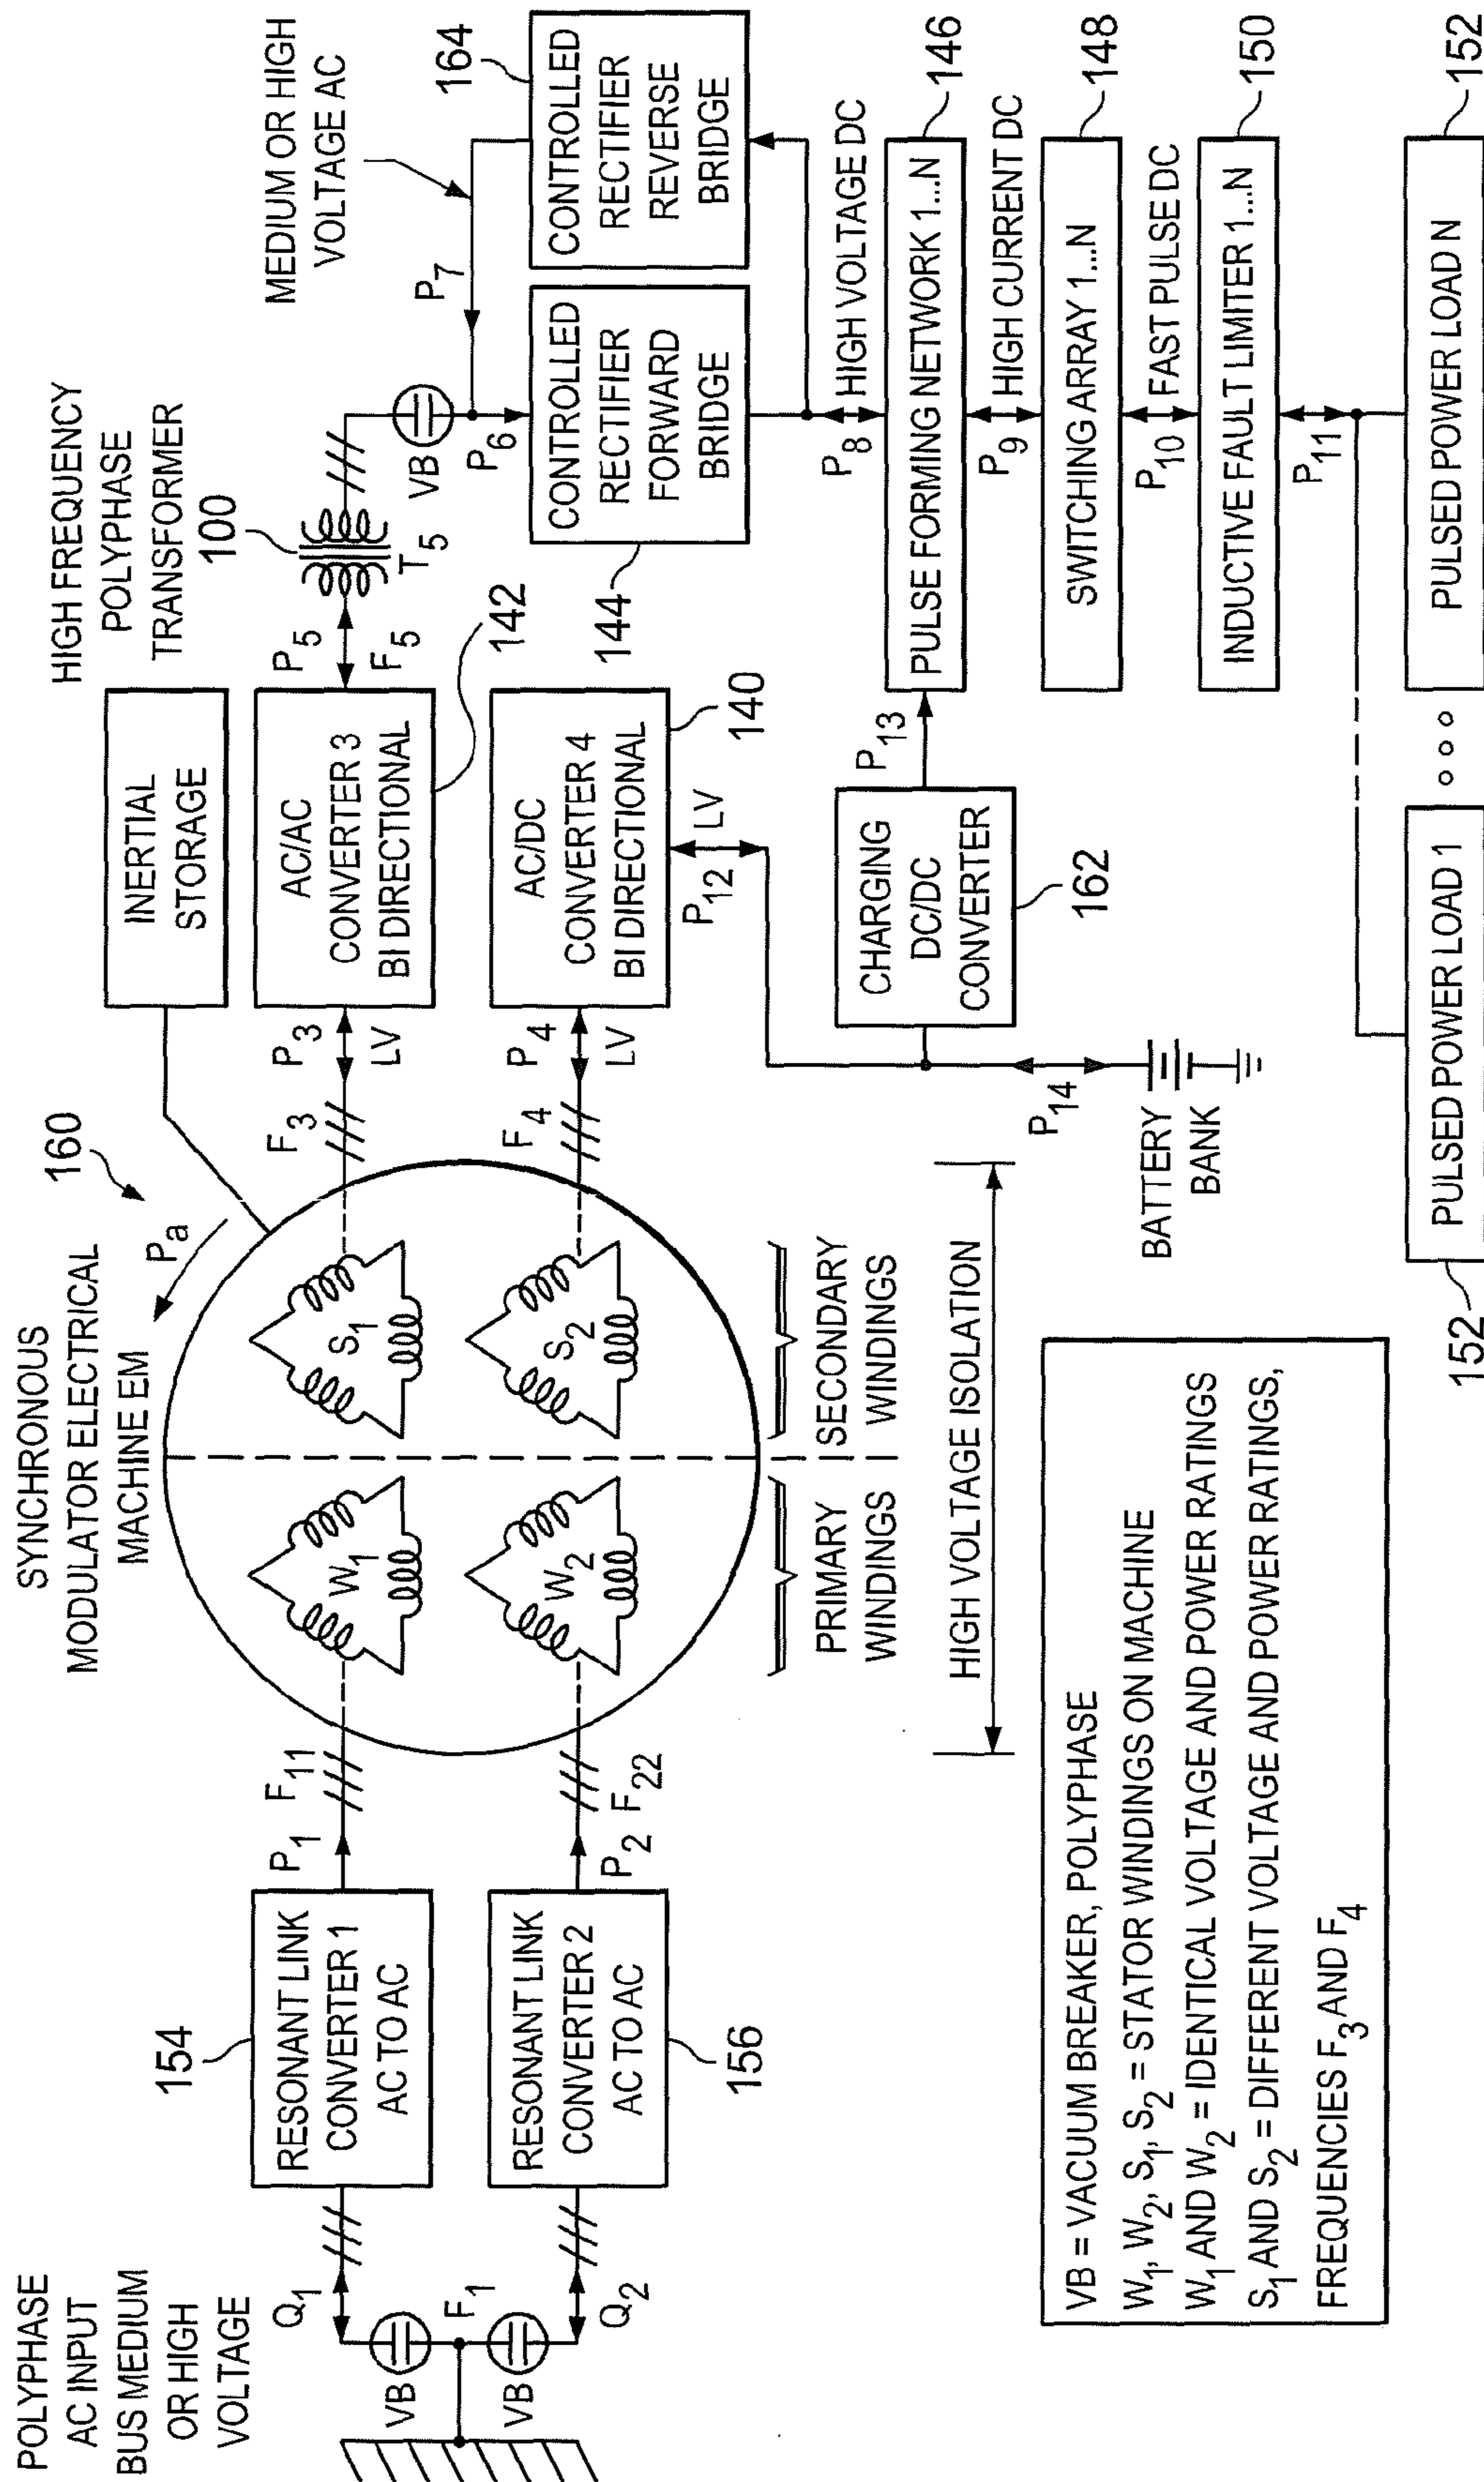 POLYPHASE
AC INPUT
BUS MEDIUM
OR HIGH
VOLTAGE
VB
VB
F1
Q1
Q2
154
RESONANT LINK
CONVERTER 1
AC TO AC
RESONANT LINK
CONVERTER 2
AC TO AC
156
P1
F11
P2
F22
SYNCHRONOUS
MODULATOR ELECTRICAL
MACHINE EM
Pa
160
W1
W2
S1
S2
PRIMARY
WINDINGS
SECONDARY
WINDINGS
HIGH VOLTAGE ISOLATION
INERTIAL
STORAGE
F3
P3
LV
F4
P4
LV
AC/AC
CONVERTER 3
BI DIRECTIONAL
142
AC/DC
CONVERTER 4
BI DIRECTIONAL
140
P12
LV
HIGH FREQUENCY
POLYPHASE
TRANSFORMER
100
P5
F5
T5
VB
P6
P7
MEDIUM OR HIGH
VOLTAGE AC
144
CONTROLLED
RECTIFIER
FORWARD
BRIDGE
164
CONTROLLED
RECTIFIER
REVERSE
BRIDGE
P8
HIGH VOLTAGE DC
CHARGING
DC/DC
CONVERTER
162
P13
PULSE FORMING NETWORK 1...N
146
P9
HIGH CURRENT DC
SWITCHING ARRAY 1...N
148
P10
FAST PULSE DC
INDUCTIVE FAULT LIMITER 1...N
150
P11
P14
BATTERY
BANK
152
PULSED POWER LOAD 1
PULSED POWER LOAD N
152
VB = VACUUM BREAKER, POLYPHASE
W1, W2, S1, S2 = STATOR WINDINGS ON MACHINE
W1 AND W2 = IDENTICAL VOLTAGE AND POWER RATINGS
S1 AND S2 = DIFFERENT VOLTAGE AND POWER RATINGS,
FREQUENCIES F3 AND F4